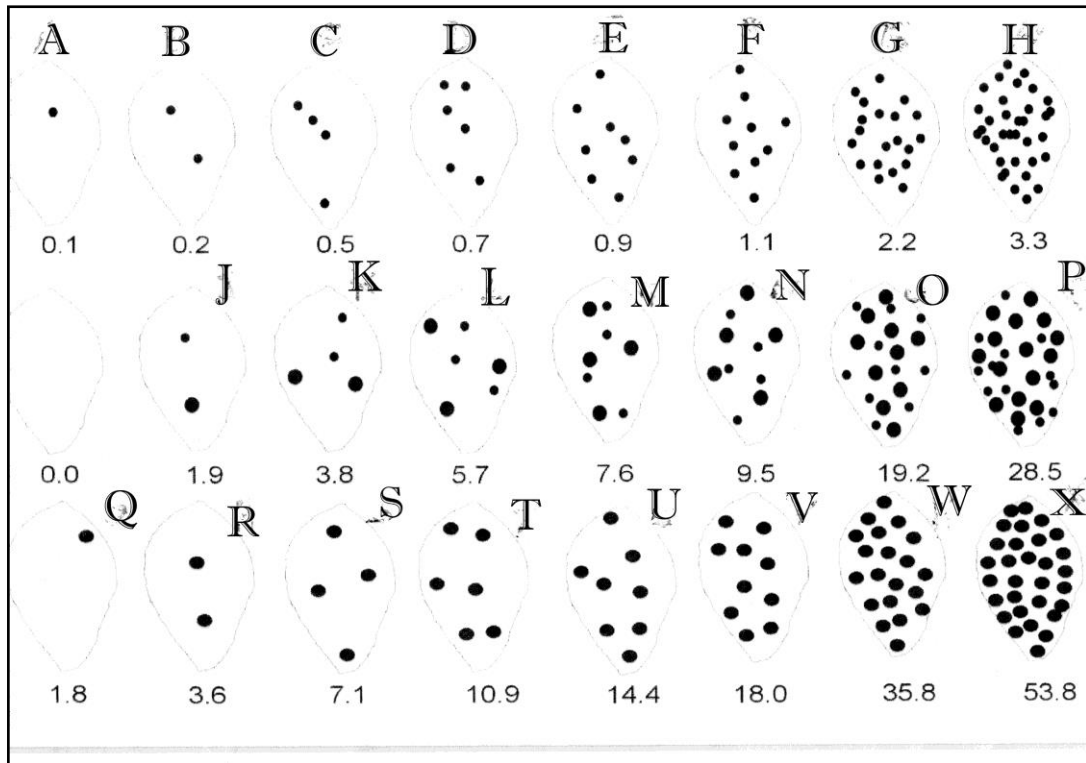 A B C D E F G H
0.1 0.2 0.5 0.7 0.9 1.1 2.2 3.3
J K L M N O P
0.0 1.9 3.8 5.7 7.6 9.5 19.2 28.5
Q R S T U V W X
1.8 3.6 7.1 10.9 14.4 18.0 35.8 53.8